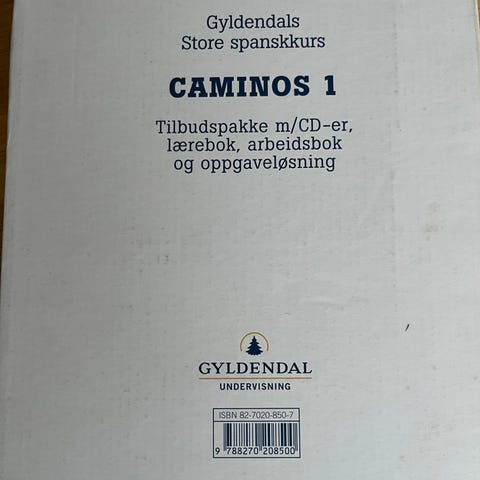 Gyldendals
Store spanskkurs
CAMINOS 1
Tilbudspakke m/CD-er,
lærebok, arbeidsbok
og oppgaveløsning
GYLDENDAL
UNDERVISNING
ISBN 82-7020-850-7
9 788270 208500